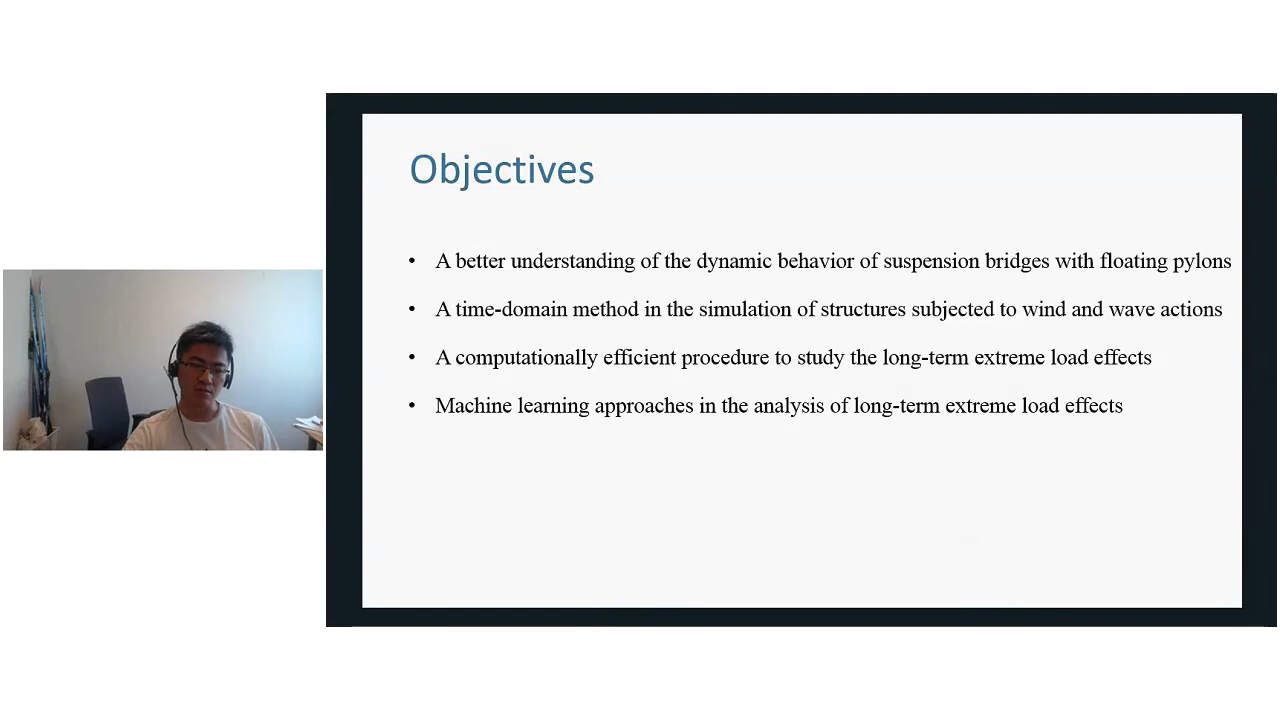 Objectives
• A better understanding of the dynamic behavior of suspension bridges with floating pylons
• A time-domain method in the simulation of structures subjected to wind and wave actions
• A computationally efficient procedure to study the long-term extreme load effects
• Machine learning approaches in the analysis of long-term extreme load effects